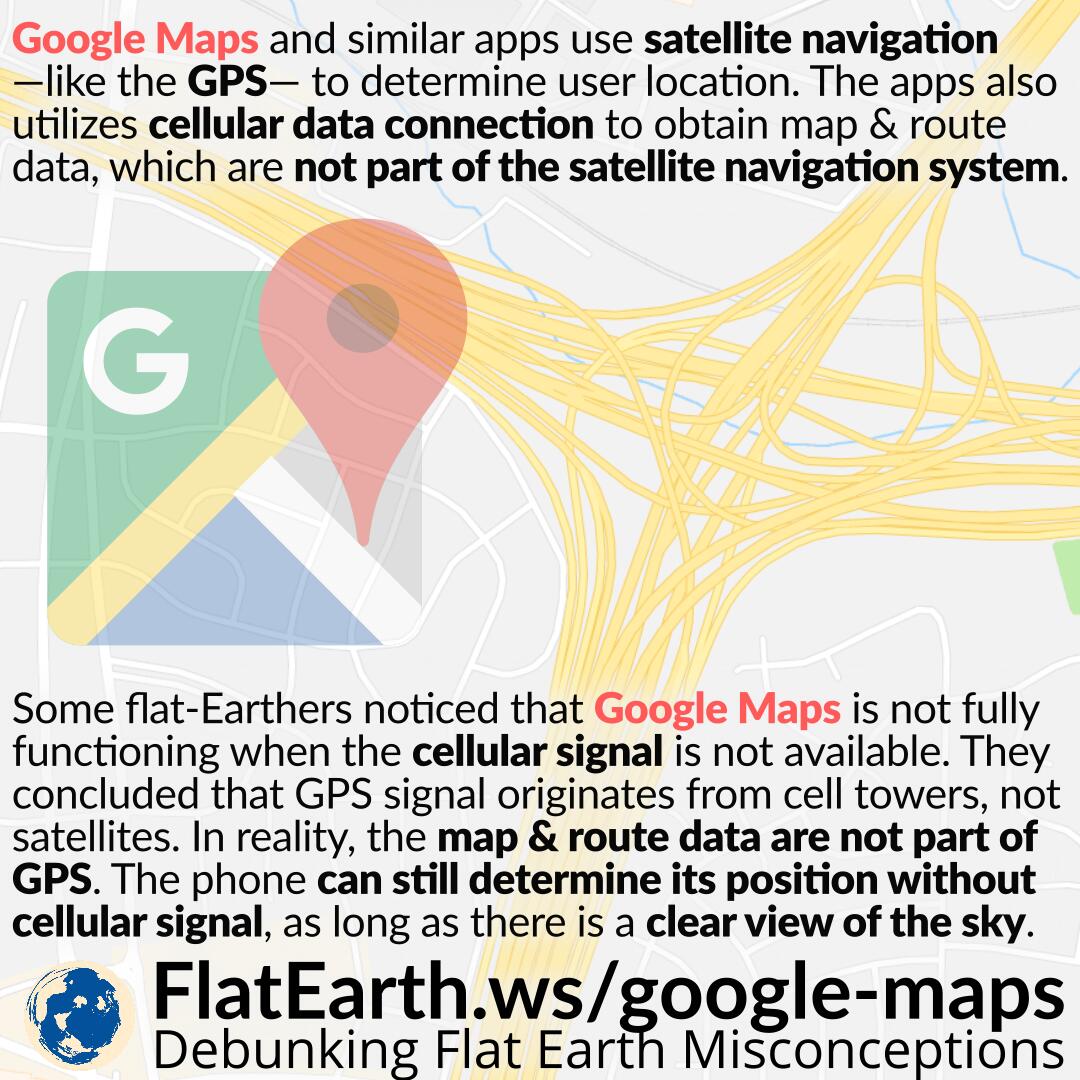 Google Maps and similar apps use satellite navigation
—like the GPS— to determine user location. The apps also
utilizes cellular data connection to obtain map & route
data, which are not part of the satellite navigation system.
G
Some flat-Earthers noticed that Google Maps is not fully
functioning when the cellular signal is not available. They
concluded that GPS signal originates from cell towers, not
satellites. In reality, the map & route data are not part of
GPS. The phone can still determine its position without
cellular signal, as long as there is a clear view of the sky.
FlatEarth.ws/google-maps
Debunking Flat Earth Misconceptions